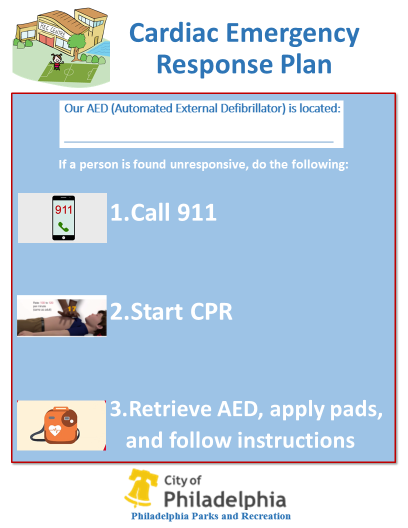 Cardiac Emergency
Response Plan
Our AED (Automated External Defibrillator) is located:
If a person is found unresponsive, do the following:
911
1.Call 911
2.Start CPR
3.Retrieve AED, apply pads,
and follow instructions
City of
Philadelphia
Philadelphia Parks and Recreation